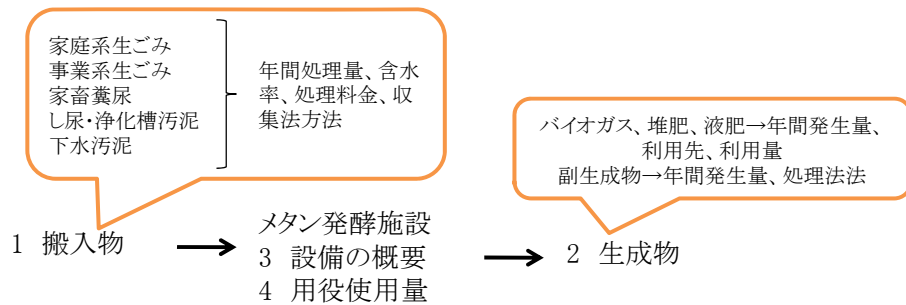 家庭系生ごみ
事業系生ごみ
家畜糞尿
し尿・浄化槽汚泥
下水汚泥
年間処理量、含水
率、処理料金、収
集法方法
バイオガス、堆肥、液肥→年間発生量、
利用先、利用量
副生成物→年間発生量、処理法法
1 搬入物
メタン発酵施設
3 設備の概要
4 用役使用量
2 生成物